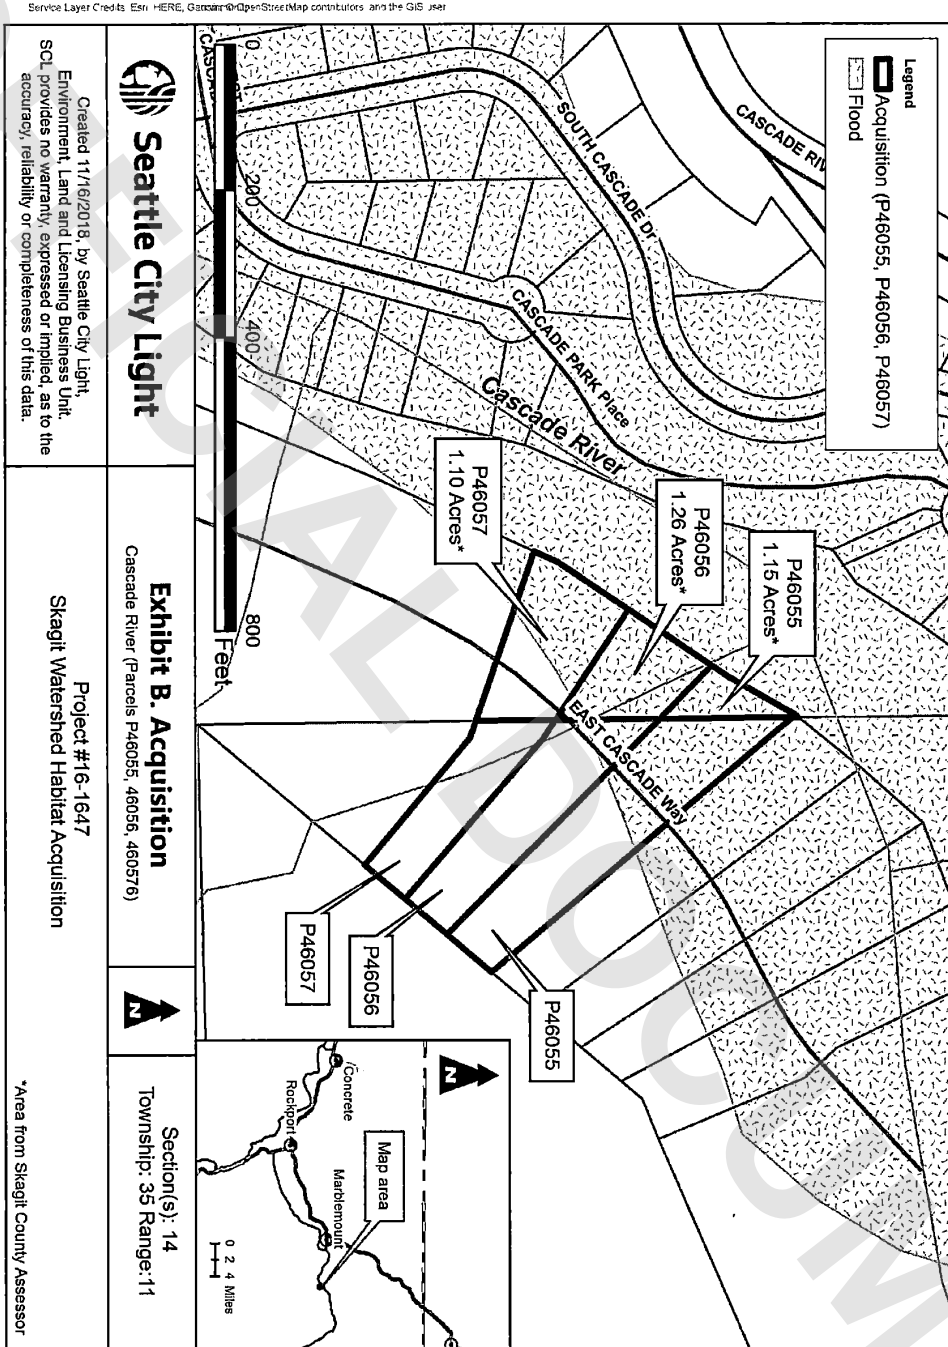 Service Layer Credits: Esri, HERE, Garmin, © OpenStreetMap contributors, and the GIS user
Legend
Acquisition (P46055, P46056, P46057)
Flood
CASCADE RIV
SOUTH CASCADE Dr
CASCADE PARK Place
Cascade River
EAST CASCADE Way
P46057
1.10 Acres*
P46056
1.26 Acres*
P46055
1.15 Acres*
P46057
P46056
P46055
0
200
400
800
Feet
N
Concrete
Rockport
Marblemount
Map area
0 2 4 Miles
Seattle City Light
Created 11/16/2018, by Seattle City Light,
Environment, Land and Licensing Business Unit.
SCL provides no warranty, expressed or implied, as to the
accuracy, reliability or completeness of this data.
Exhibit B. Acquisition
Cascade River (Parcels P46055, 46056, 460576)
Project #16-1647
Skagit Watershed Habitat Acquisition
N
Section(s): 14
Township: 35 Range:11
*Area from Skagit County Assessor